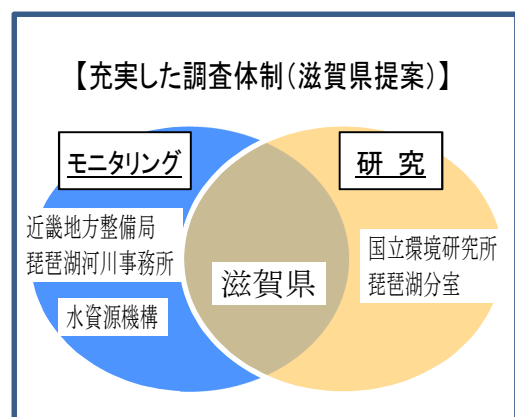 【充実した調査体制(滋賀県提案)】
モニタリング
研 究
近畿地方整備局
琵琶湖河川事務所
水資源機構
滋賀県
国立環境研究所
琵琶湖分室